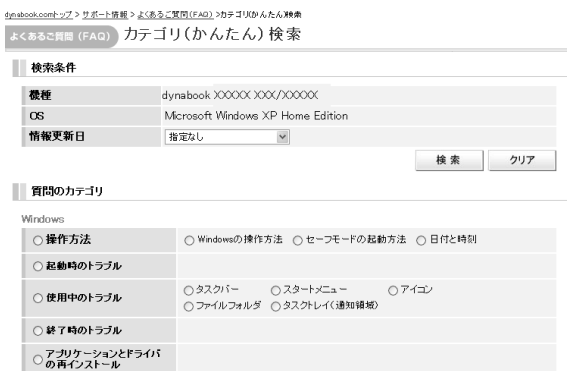 dynabook.comトップ > サポート情報 > よくあるご質問(FAQ) >カテゴリ(かんたん)検索
よくあるご質問 (FAQ) カテゴリ(かんたん) 検索
検索条件
機種 dynabook XXXXX XXX/XXXXX
OS Microsoft Windows XP Home Edition
情報更新日 指定なし
検 索 クリア
質問のカテゴリ
Windows
操作方法 Windowsの操作方法 セーフモードの起動方法 日付と時刻
起動時のトラブル
使用中のトラブル タスクバー スタートメニュー アイコン
ファイルフォルダ タスクトレイ(通知領域)
終了時のトラブル
アプリケーションとドライバ
の再インストール